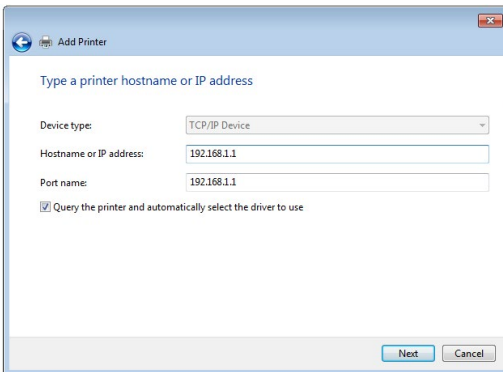 Add Printer
Type a printer hostname or IP address
Device type: TCP/IP Device
Hostname or IP address: 192.168.1.1
Port name: 192.168.1.1
Query the printer and automatically select the driver to use
Next Cancel